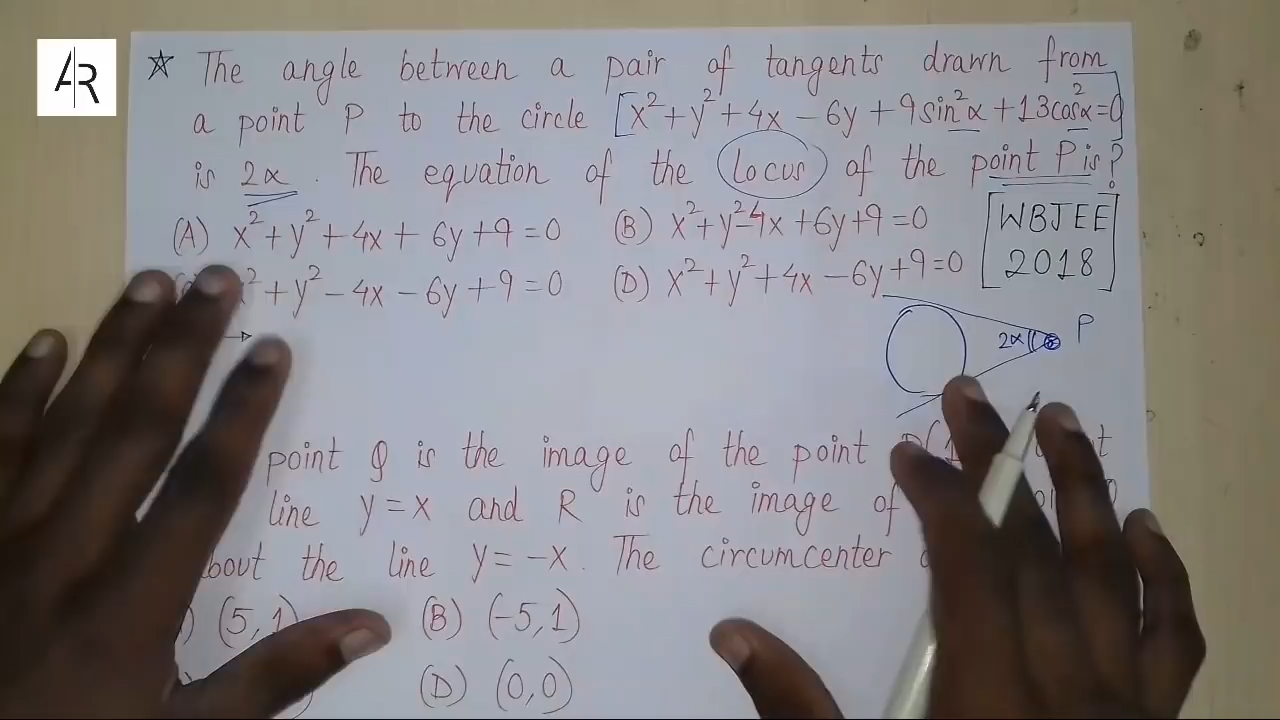 AR
☆ The angle between a pair of tangents drawn from
a point P to the circle [x²+y²+4x-6y+9sin²α+13cos²α=0]
is 2α. The equation of the locus of the point P is?
(A) x²+y²+4x+6y+9=0 (B) x²+y²-4x+6y+9=0
x²+y²-4x-6y+9=0 (D) x²+y²+4x-6y+9=0
[WBJEE
2018]
2α P
point Q is the image of the point
line y=x and R is the image of
about the line y=-x. The circumcenter
(5,1) (B) (-5,1)
(D) (0,0)